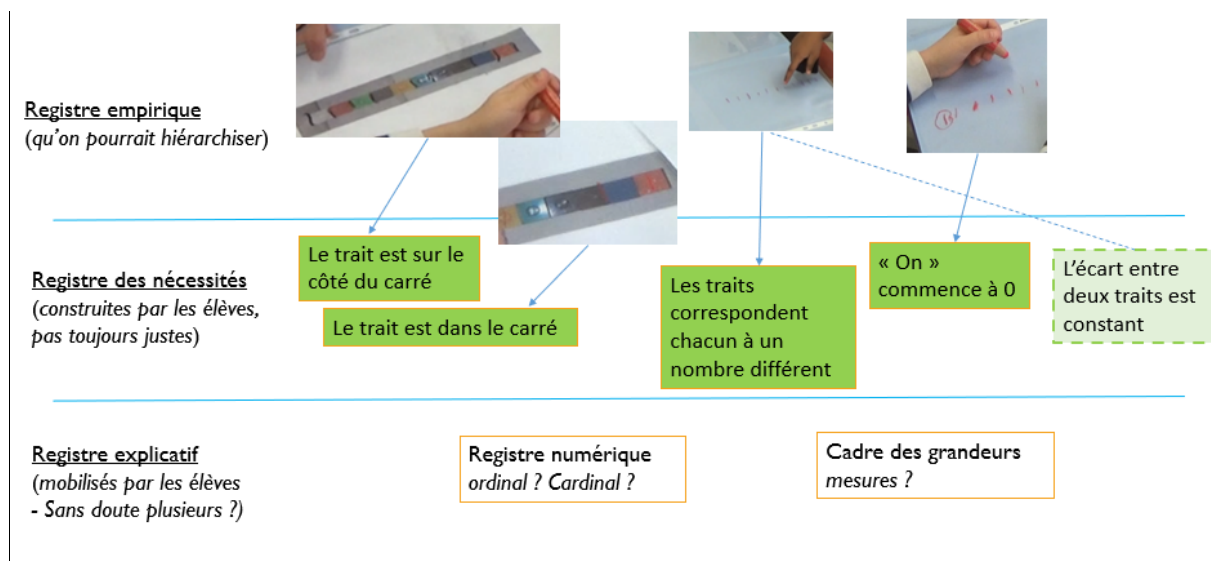 Registre empirique
(qu'on pourrait hiérarchiser)
Le trait est sur le
côté du carré
Le trait est dans le carré
Les traits
correspondent
chacun à un
nombre différent
« On »
commence à 0
L'écart entre
deux traits est
constant
Registre des nécessités
(construites par les élèves,
pas toujours justes)
Registre explicatif
(mobilisés par les élèves
- Sans doute plusieurs ?)
Registre numérique
ordinal ? Cardinal ?
Cadre des grandeurs
mesures ?